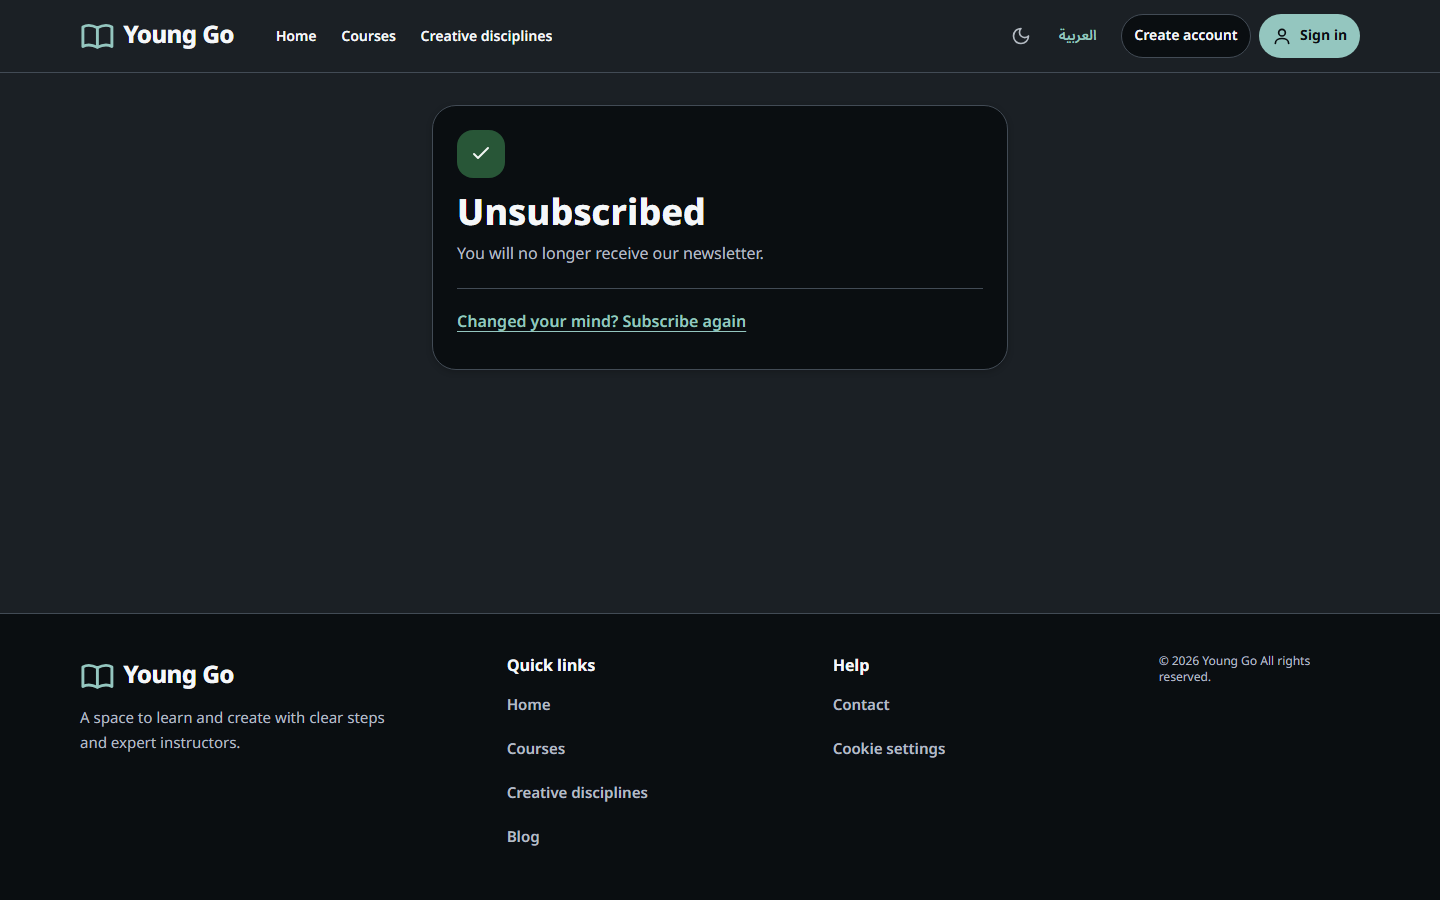 Young Go
Home
Courses
Creative disciplines
العربية
Create account
Sign in
Unsubscribed
You will no longer receive our newsletter.
Changed your mind? Subscribe again
Young Go
A space to learn and create with clear steps
and expert instructors.
Quick links
Home
Courses
Creative disciplines
Blog
Help
Contact
Cookie settings
© 2026 Young Go All rights
reserved.